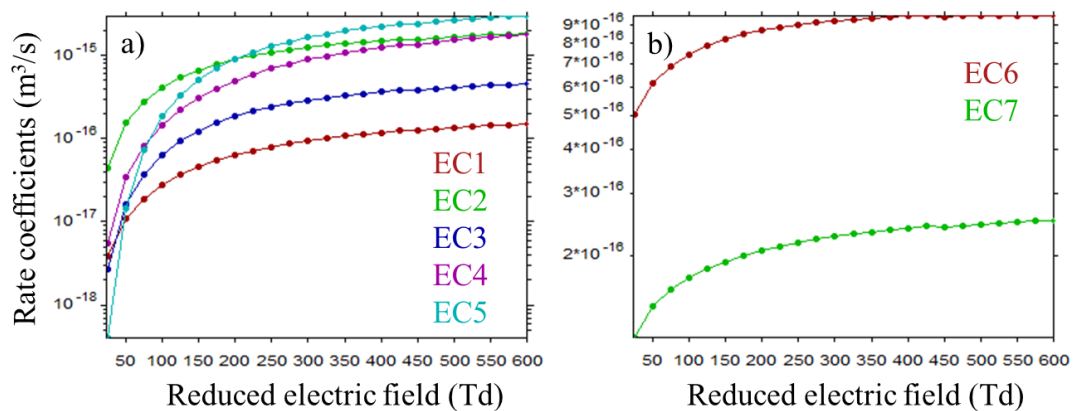 Rate coefficients (m³/s)
a)
10⁻¹⁵
10⁻¹⁶
10⁻¹⁷
10⁻¹⁸
EC1
EC2
EC3
EC4
EC5
50 100 150 200 250 300 350 400 450 500 550 600
Reduced electric field (Td)
b)
9*10⁻¹⁶
8*10⁻¹⁶
7*10⁻¹⁶
6*10⁻¹⁶
5*10⁻¹⁶
4*10⁻¹⁶
3*10⁻¹⁶
2*10⁻¹⁶
EC6
EC7
50 100 150 200 250 300 350 400 450 500 550 600
Reduced electric field (Td)